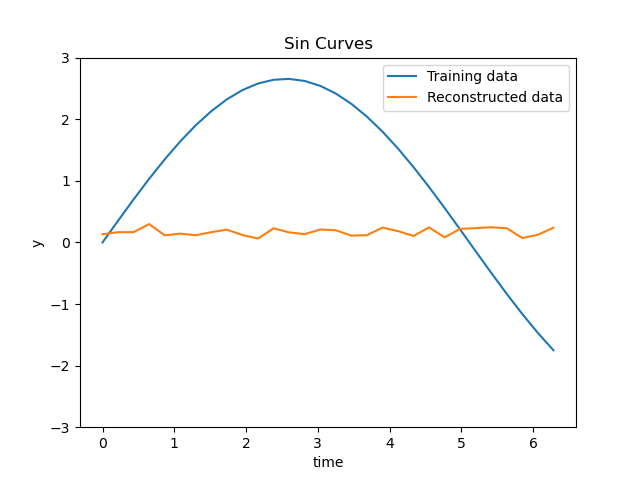 Sin Curves
Training data
Reconstructed data
3
2
1
0
−1
−2
−3
y
0 1 2 3 4 5 6
time